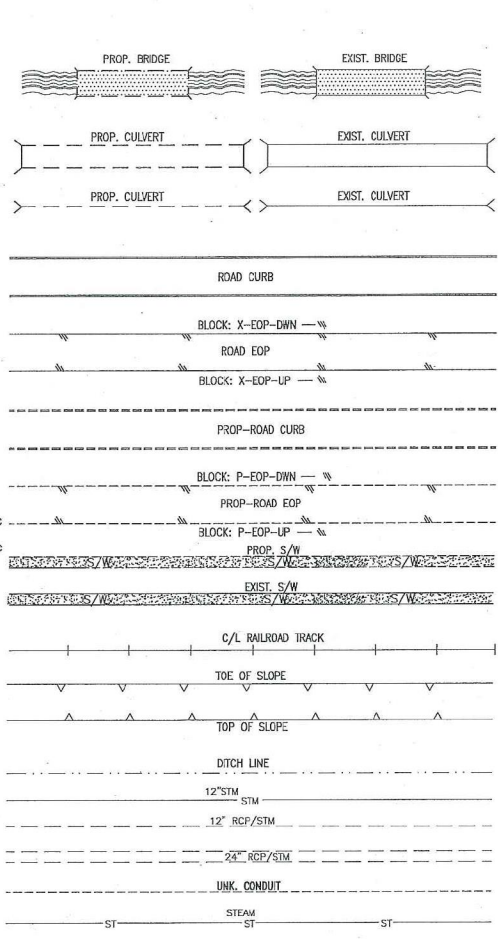 PROP. BRIDGE
EXIST. BRIDGE
PROP. CULVERT
EXIST. CULVERT
PROP. CULVERT
EXIST. CULVERT
ROAD CURB
BLOCK: X-EOP-DWN
ROAD EOP
BLOCK: X-EOP-UP
PROP-ROAD CURB
BLOCK: P-EOP-DWN
PROP-ROAD EOP
BLOCK: P-EOP-UP
PROP. S/W
S/W S/W S/W
EXIST. S/W
S/W S/W S/W
C/L RAILROAD TRACK
TOE OF SLOPE
TOP OF SLOPE
DITCH LINE
12"STM
STM
12" RCP/STM
24" RCP/STM
UNK. CONDUIT
STEAM
ST ST ST